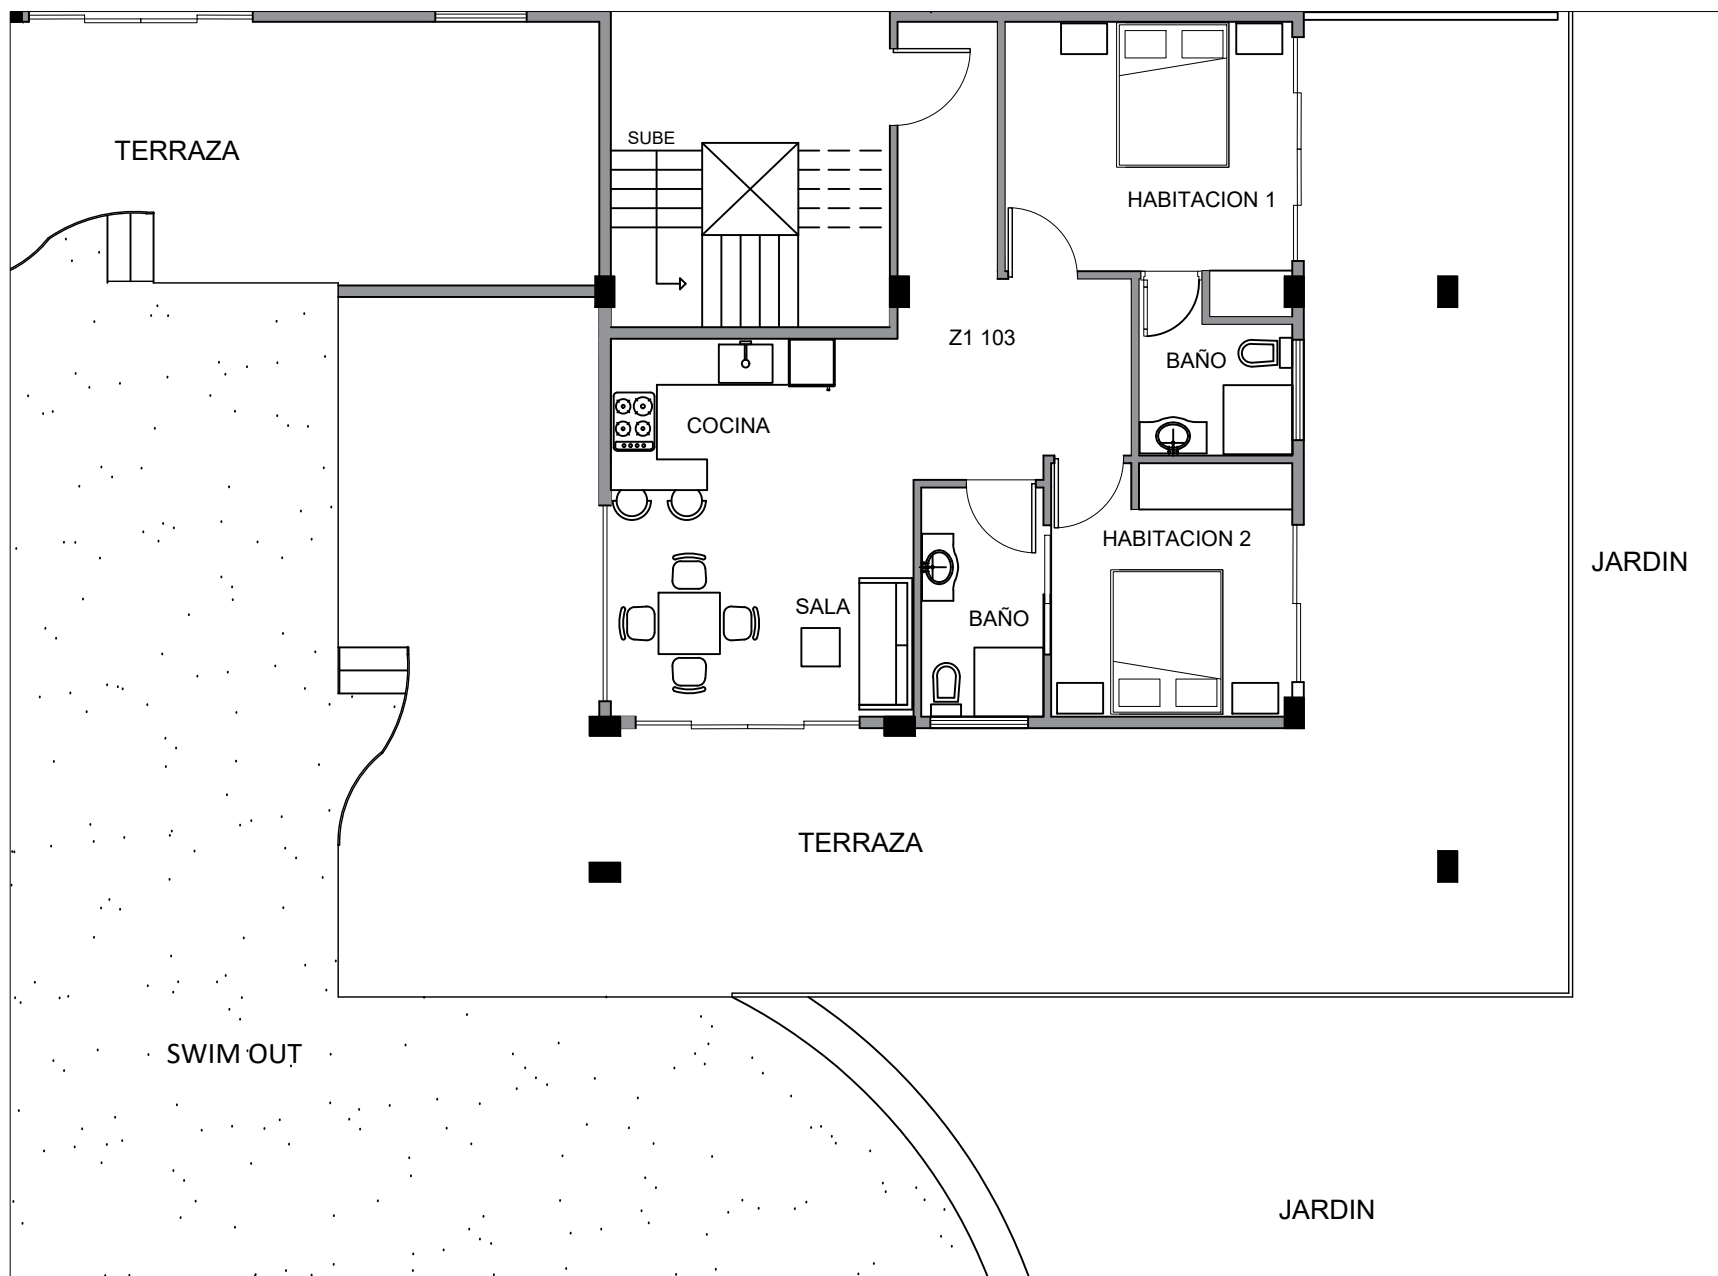 SUBE
TERRAZA
HABITACION 1
Z1 103
BAÑO
COCINA
HABITACION 2
JARDIN
SALA
BAÑO
TERRAZA
SWIM OUT
JARDIN